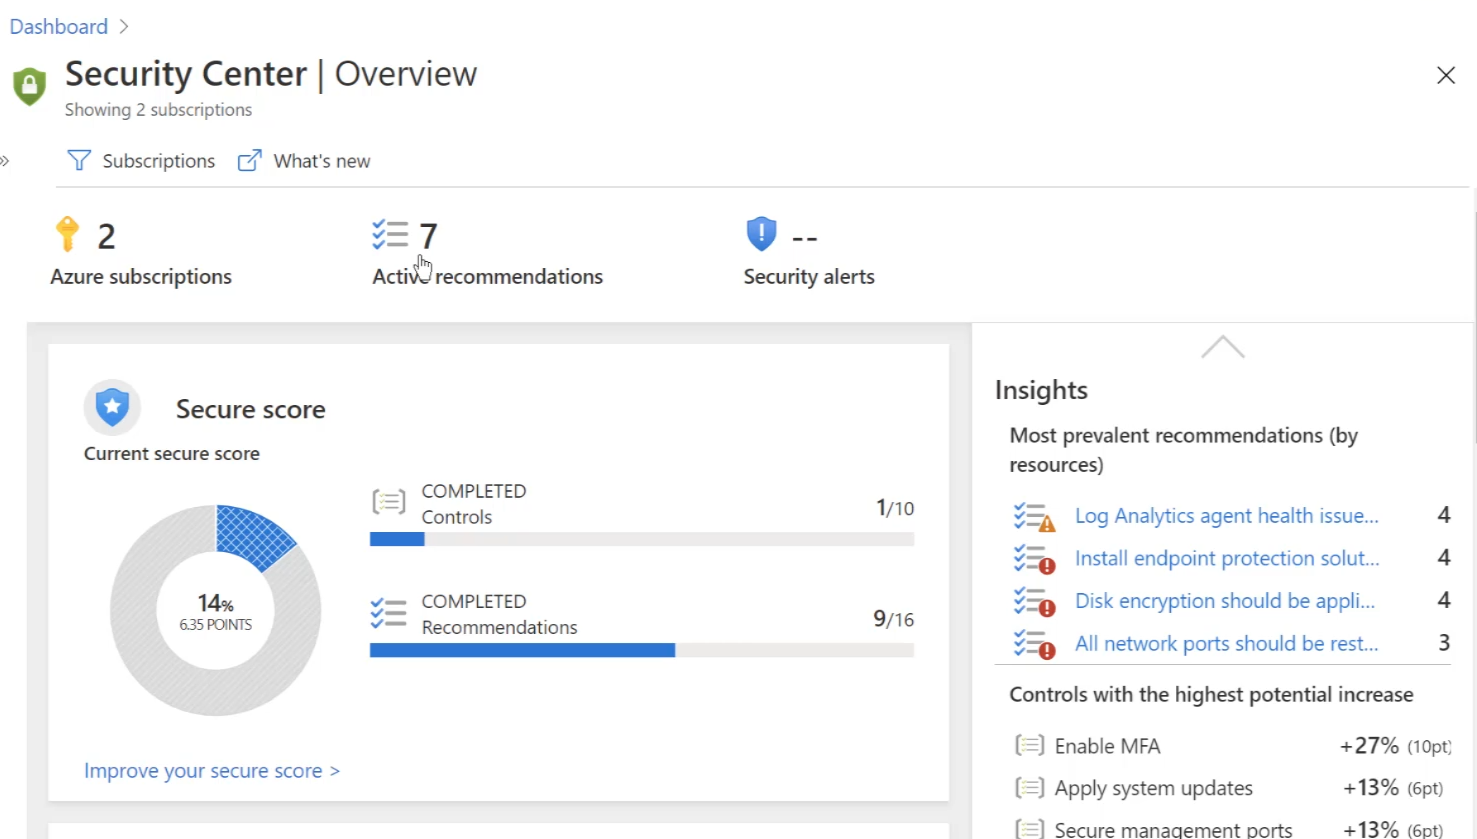 Dashboard >
Security Center | Overview
Showing 2 subscriptions
Subscriptions
What's new
2
Azure subscriptions
7
Active recommendations
--
Security alerts
Secure score
Current secure score
14%
6.35 POINTS
COMPLETED
Controls
1/10
COMPLETED
Recommendations
9/16
Improve your secure score >
Insights
Most prevalent recommendations (by
resources)
Log Analytics agent health issue... 4
Install endpoint protection solut... 4
Disk encryption should be appli... 4
All network ports should be rest... 3
Controls with the highest potential increase
Enable MFA +27% (10pt)
Apply system updates +13% (6pt)
Secure management ports +13% (6pt)